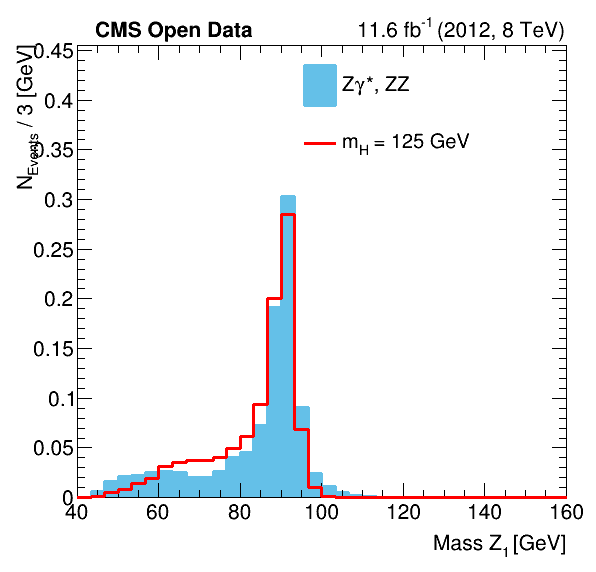 CMS Open Data
11.6 fb⁻¹ (2012, 8 TeV)
N_Events / 3 [GeV]
0.45
0.4
0.35
0.3
0.25
0.2
0.15
0.1
0.05
0
Zγ*, ZZ
m_H = 125 GeV
40 60 80 100 120 140 160
Mass Z₁ [GeV]